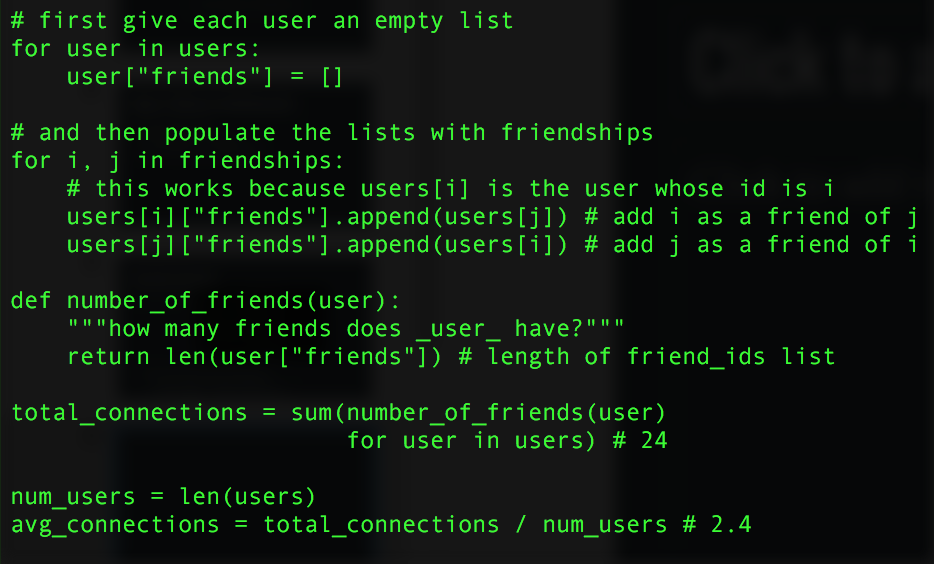 # first give each user an empty list
for user in users:
    user["friends"] = []

# and then populate the lists with friendships
for i, j in friendships:
    # this works because users[i] is the user whose id is i
    users[i]["friends"].append(users[j]) # add i as a friend of j
    users[j]["friends"].append(users[i]) # add j as a friend of i

def number_of_friends(user):
    """how many friends does _user_ have?"""
    return len(user["friends"]) # length of friend_ids list

total_connections = sum(number_of_friends(user)
                        for user in users) # 24

num_users = len(users)
avg_connections = total_connections / num_users # 2.4